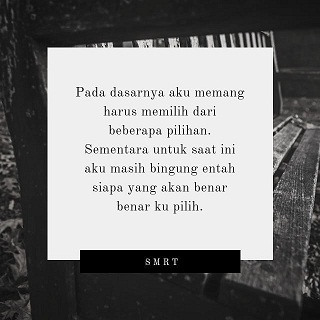 Pada dasarnya aku memang
harus memilih dari
beberapa pilihan.
Sementara untuk saat ini
aku masih bingung entah
siapa yang akan benar
benar ku pilih.
SMRT